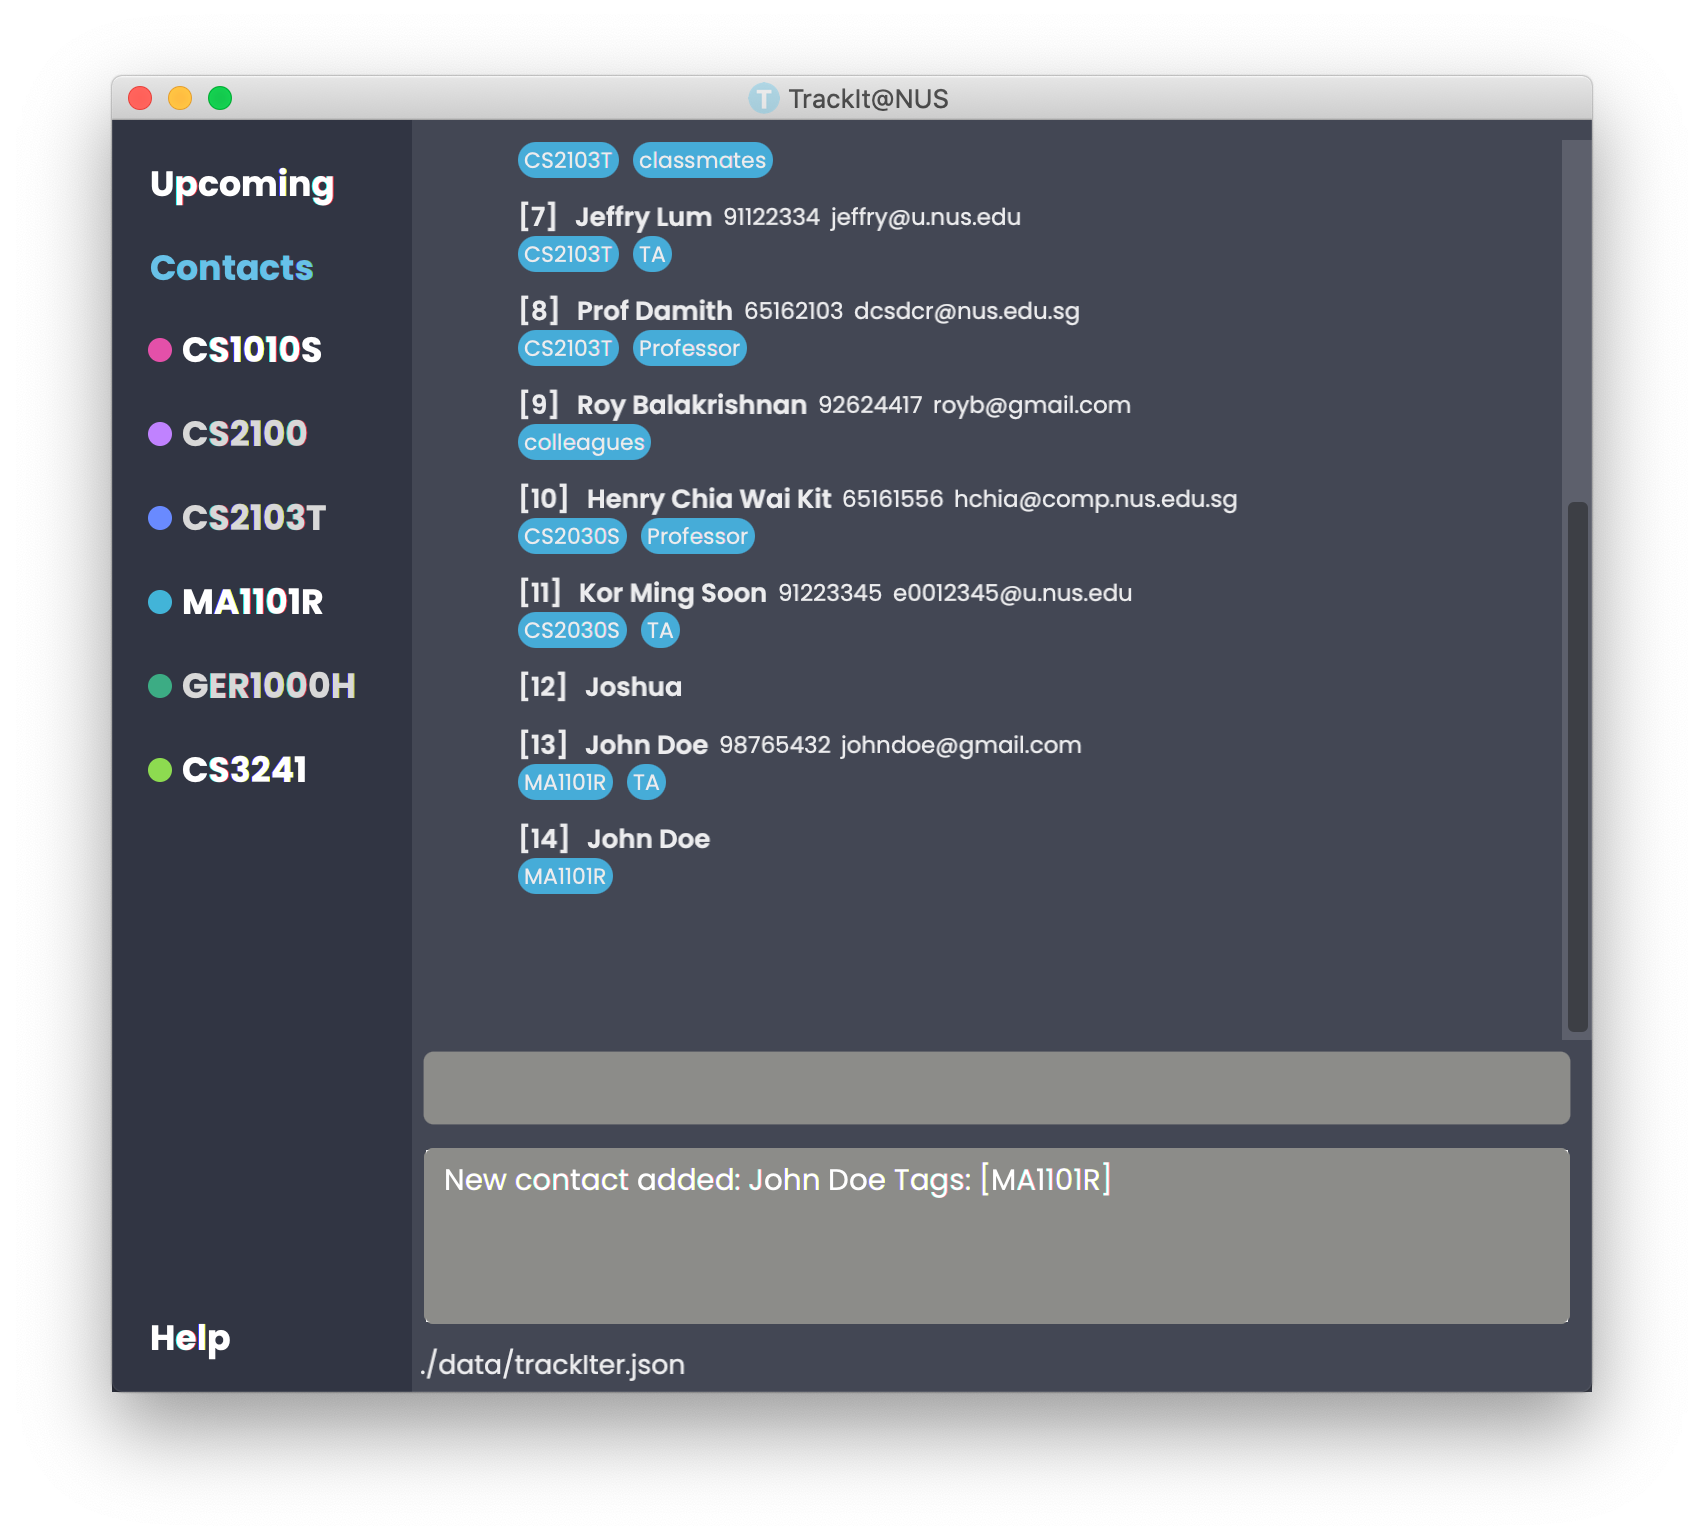 T TrackIt@NUS
Upcoming
Contacts
CS1010S
CS2100
CS2103T
MA1101R
GER1000H
CS3241
Help
CS2103T classmates
[7] Jeffry Lum 91122334 jeffry@u.nus.edu
CS2103T TA
[8] Prof Damith 65162103 dcsdcr@nus.edu.sg
CS2103T Professor
[9] Roy Balakrishnan 92624417 royb@gmail.com
colleagues
[10] Henry Chia Wai Kit 65161556 hchia@comp.nus.edu.sg
CS2030S Professor
[11] Kor Ming Soon 91223345 e0012345@u.nus.edu
CS2030S TA
[12] Joshua
[13] John Doe 98765432 johndoe@gmail.com
MA1101R TA
[14] John Doe
MA1101R
New contact added: John Doe Tags: [MA1101R]
./data/trackIter.json